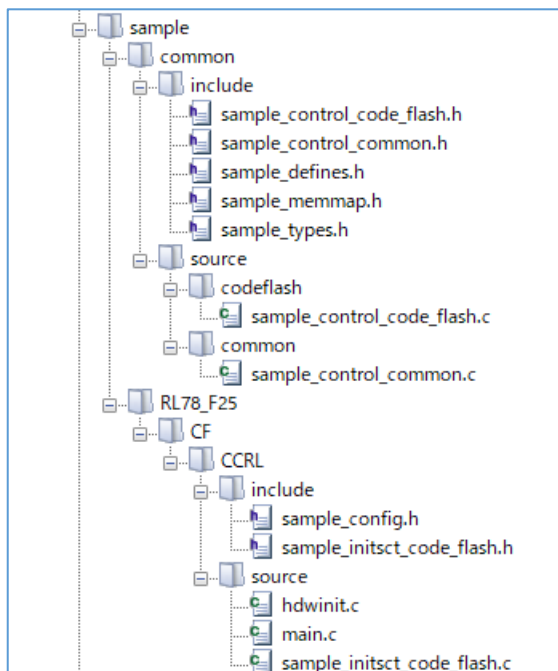 sample
common
include
sample_control_code_flash.h
sample_control_common.h
sample_defines.h
sample_memmap.h
sample_types.h
source
codeflash
sample_control_code_flash.c
common
sample_control_common.c
RL78_F25
CF
CCRL
include
sample_config.h
sample_initsct_code_flash.h
source
hdwinit.c
main.c
sample_initsct_code_flash.c